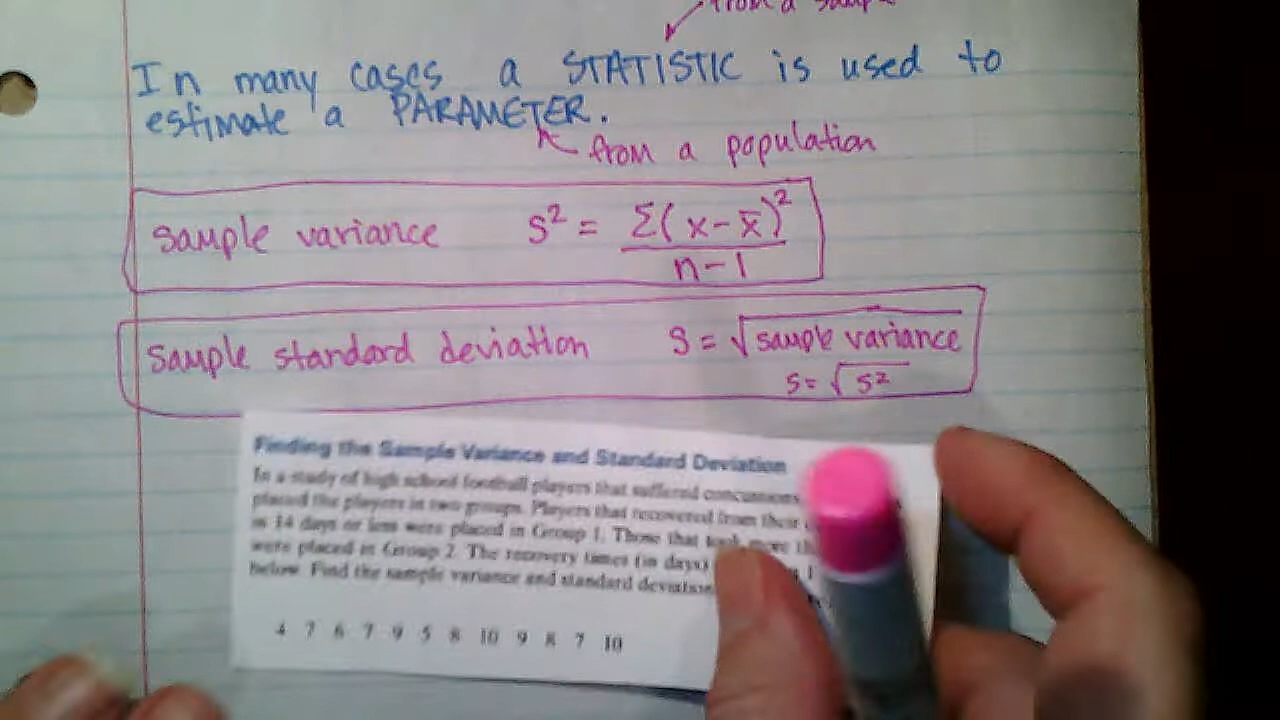 from a sample
In many cases a STATISTIC is used to
estimate a PARAMETER.
from a population
Sample variance s² = Σ(x-x̄)² / n-1
Sample standard deviation s = √sample variance
s = √s²
Finding the Sample Variance and Standard Deviation
In a study of high school football players that suffered concussions
placed the players in two groups. Players that recovered from their
in 14 days or less were placed in Group 1. Those that took more
were placed in Group 2. The recovery times (in days)
below. Find the sample variance and standard deviation
4 7 6 7 9 5 8 10 9 8 7 10